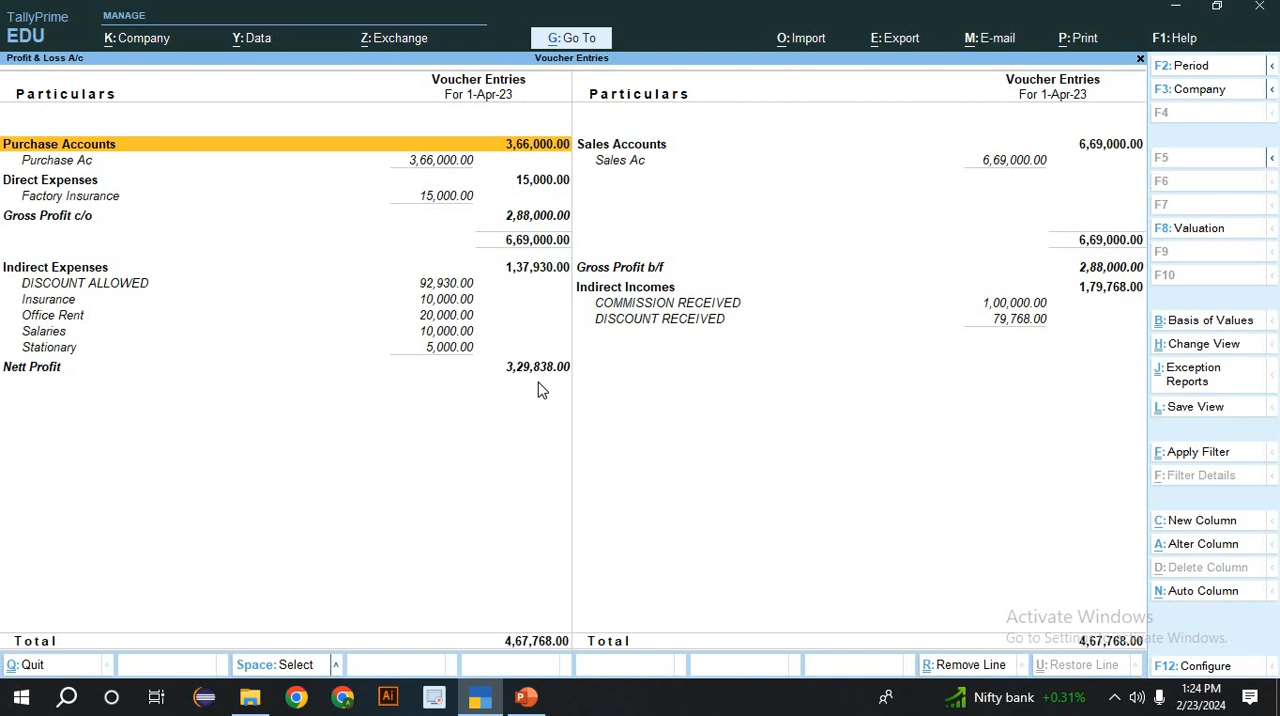 TallyPrime MANAGE
EDU K: Company Y: Data Z: Exchange G: Go To O: Import E: Export M: E-mail P: Print F1: Help
Profit & Loss A/c Voucher Entries
Particulars Voucher Entries For 1-Apr-23
Purchase Accounts 3,66,000.00
Purchase Ac 3,66,000.00
Direct Expenses 15,000.00
Factory Insurance 15,000.00
Gross Profit c/o 2,88,000.00
6,69,000.00
Indirect Expenses 1,37,930.00
DISCOUNT ALLOWED 92,930.00
Insurance 10,000.00
Office Rent 20,000.00
Salaries 10,000.00
Stationary 5,000.00
Nett Profit 3,29,838.00
Total 4,67,768.00
Particulars Voucher Entries For 1-Apr-23
Sales Accounts 6,69,000.00
Sales Ac 6,69,000.00
6,69,000.00
Gross Profit b/f 2,88,000.00
Indirect Incomes 1,79,768.00
COMMISSION RECEIVED 1,00,000.00
DISCOUNT RECEIVED 79,768.00
Total 4,67,768.00
F2: Period
F3: Company
F4
F5
F6
F7
F8: Valuation
F9
F10
B: Basis of Values
H: Change View
J: Exception
Reports
L: Save View
F: Apply Filter
F: Filter Details
C: New Column
A: Alter Column
D: Delete Column
N: Auto Column
Activate Windows
Go to Settings to activate Windows.
Q: Quit Space: Select R: Remove Line U: Restore Line F12: Configure
Ai Nifty bank +0.31% 1:24 PM
2/23/2024